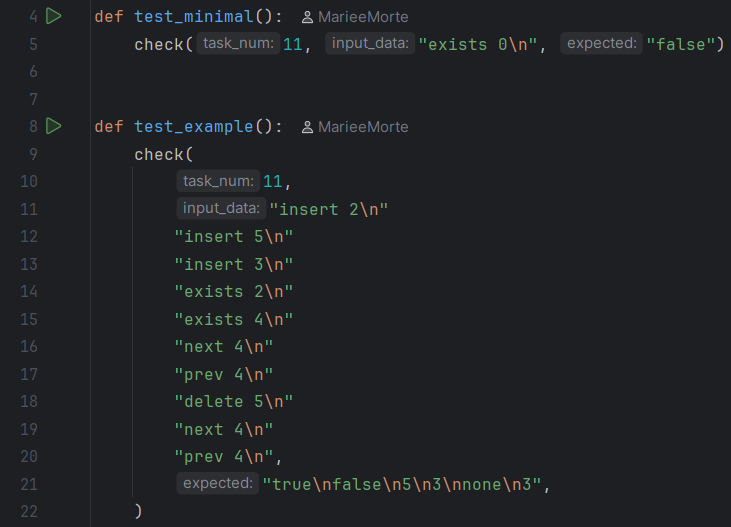 4 def test_minimal(): MarieeMorte
5 check( task_num: 11, input_data: "exists 0\n", expected: "false")
6
7
8 def test_example(): MarieeMorte
9 check(
10 task_num: 11,
11 input_data: "insert 2\n"
12 "insert 5\n"
13 "insert 3\n"
14 "exists 2\n"
15 "exists 4\n"
16 "next 4\n"
17 "prev 4\n"
18 "delete 5\n"
19 "next 4\n"
20 "prev 4\n",
21 expected: "true\nfalse\n5\n3\nnone\n3",
22 )